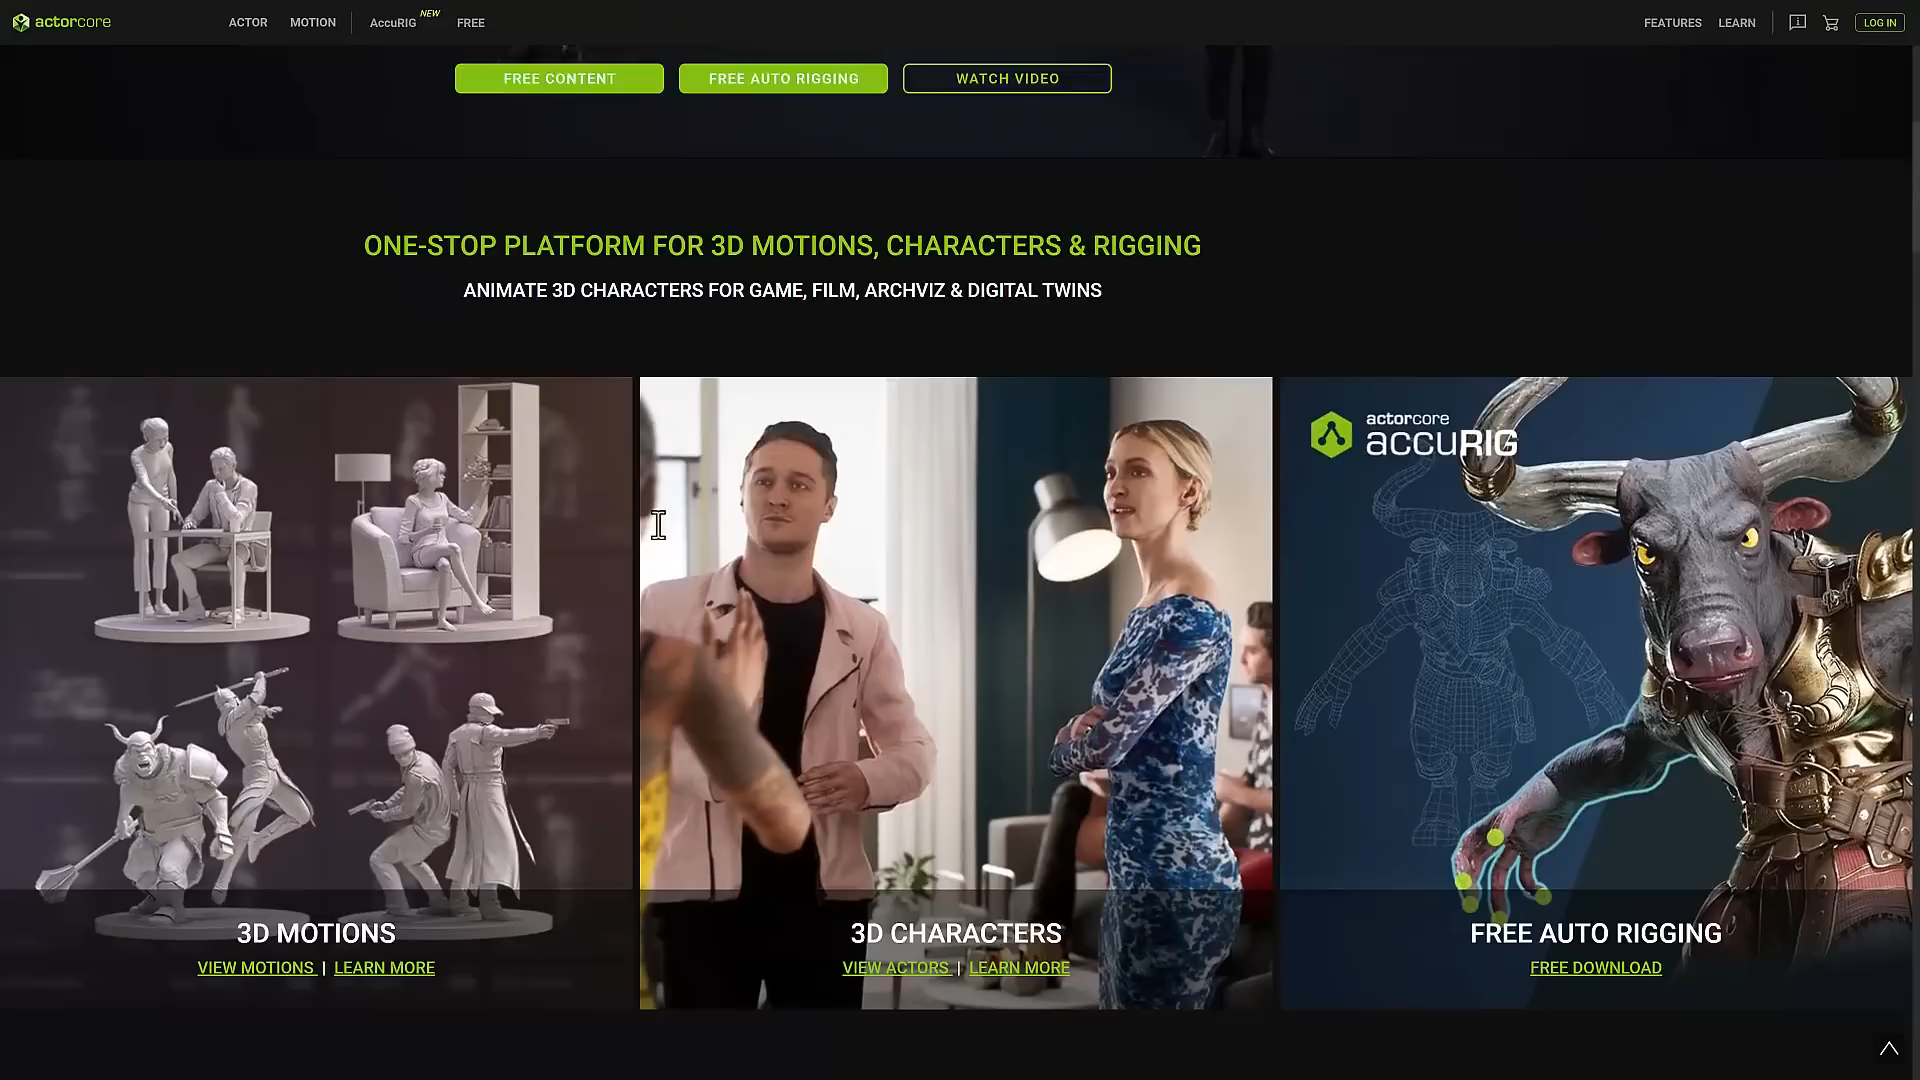 actorcore
ACTOR
MOTION
AccuRIG
NEW
FREE
FEATURES
LEARN
LOG IN
FREE CONTENT
FREE AUTO RIGGING
WATCH VIDEO
ONE-STOP PLATFORM FOR 3D MOTIONS, CHARACTERS & RIGGING
ANIMATE 3D CHARACTERS FOR GAME, FILM, ARCHVIZ & DIGITAL TWINS
actorcore
accuRIG
3D MOTIONS
VIEW MOTIONS | LEARN MORE
3D CHARACTERS
VIEW ACTORS | LEARN MORE
FREE AUTO RIGGING
FREE DOWNLOAD